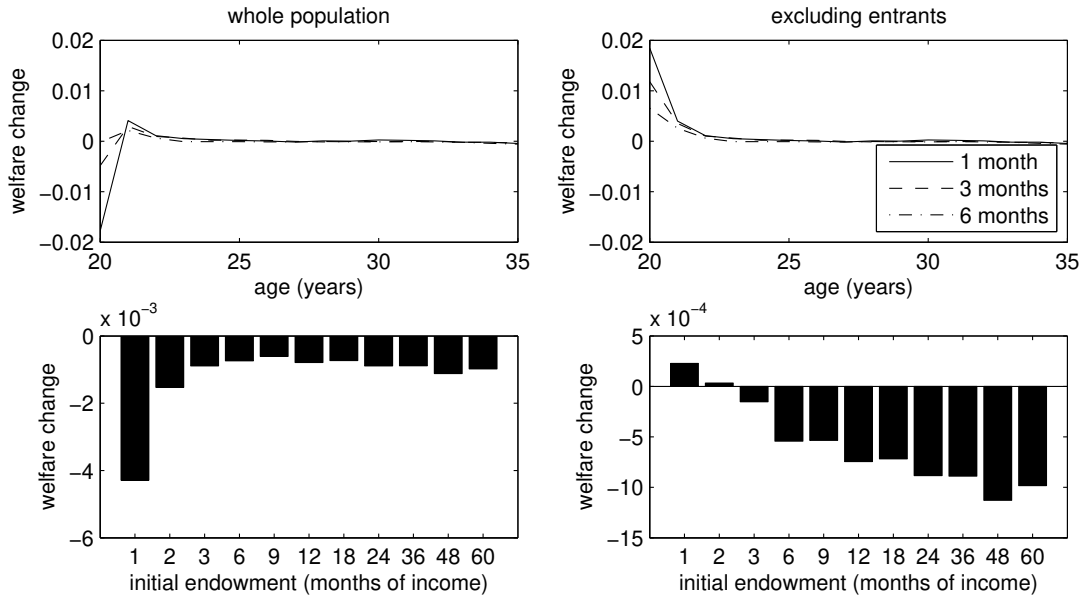 whole population
0.02
0.01
0
−0.01
−0.02
welfare change
20 25 30 35
age (years)
excluding entrants
0.02
0.01
0
−0.01
−0.02
welfare change
1 month
3 months
6 months
20 25 30 35
age (years)
x 10−3
0
−2
−4
−6
welfare change
1 2 3 6 9 12 18 24 36 48 60
initial endowment (months of income)
x 10−4
5
0
−5
−10
−15
welfare change
1 2 3 6 9 12 18 24 36 48 60
initial endowment (months of income)